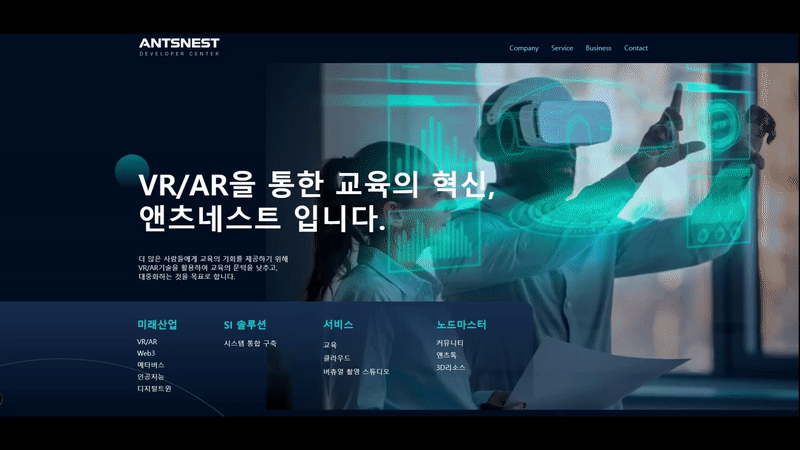 ANTSNEST
DEVELOPER CENTER
Company Service Business Contact
VR/AR을 통한 교육의 혁신,
앤츠네스트 입니다.
더 많은 사람들에게 교육의 기회를 제공하기 위해
VR/AR기술을 활용하여 교육의 문턱을 낮추고,
대중화하는 것을 목표로 합니다.
미래산업
VR/AR
Web3
메타버스
인공지능
디지털트윈
SI 솔루션
시스템 통합 구축
서비스
교육
클라우드
버츄얼 촬영 스튜디오
노드마스터
커뮤니티
앤츠톡
3D리소스